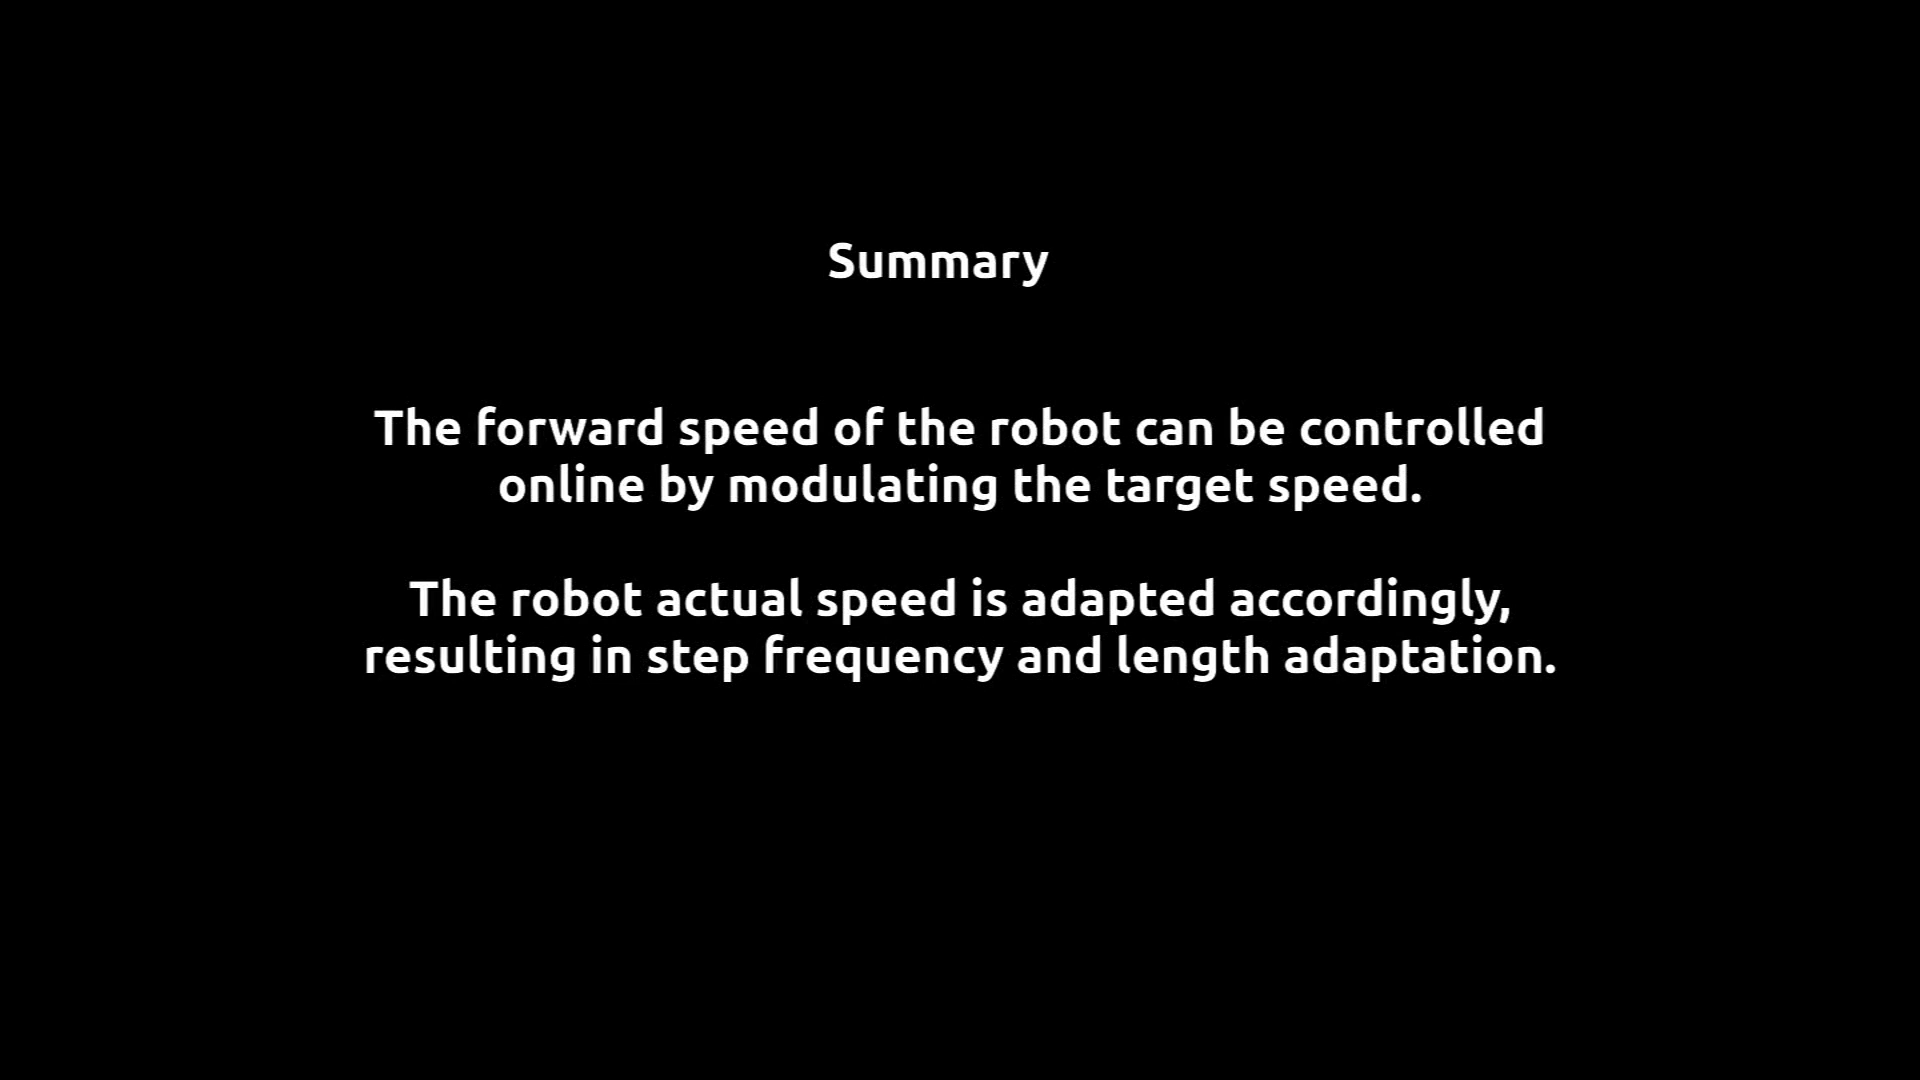 Summary
The forward speed of the robot can be controlled
online by modulating the target speed.
The robot actual speed is adapted accordingly,
resulting in step frequency and length adaptation.